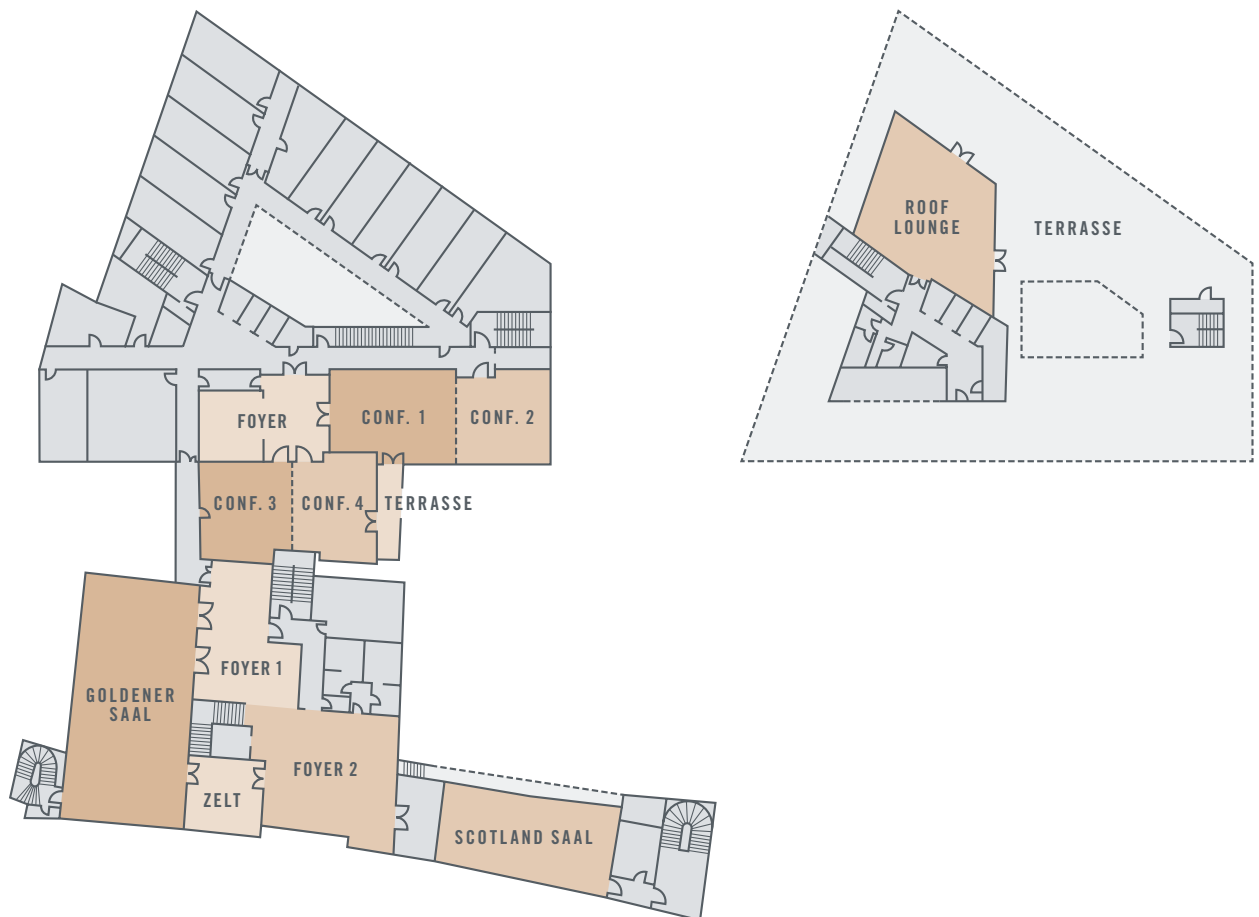 ROOF
LOUNGE
TERRASSE
FOYER
CONF. 1
CONF. 2
CONF. 3
CONF. 4
TERRASSE
FOYER 1
GOLDENER
SAAL
FOYER 2
ZELT
SCOTLAND SAAL